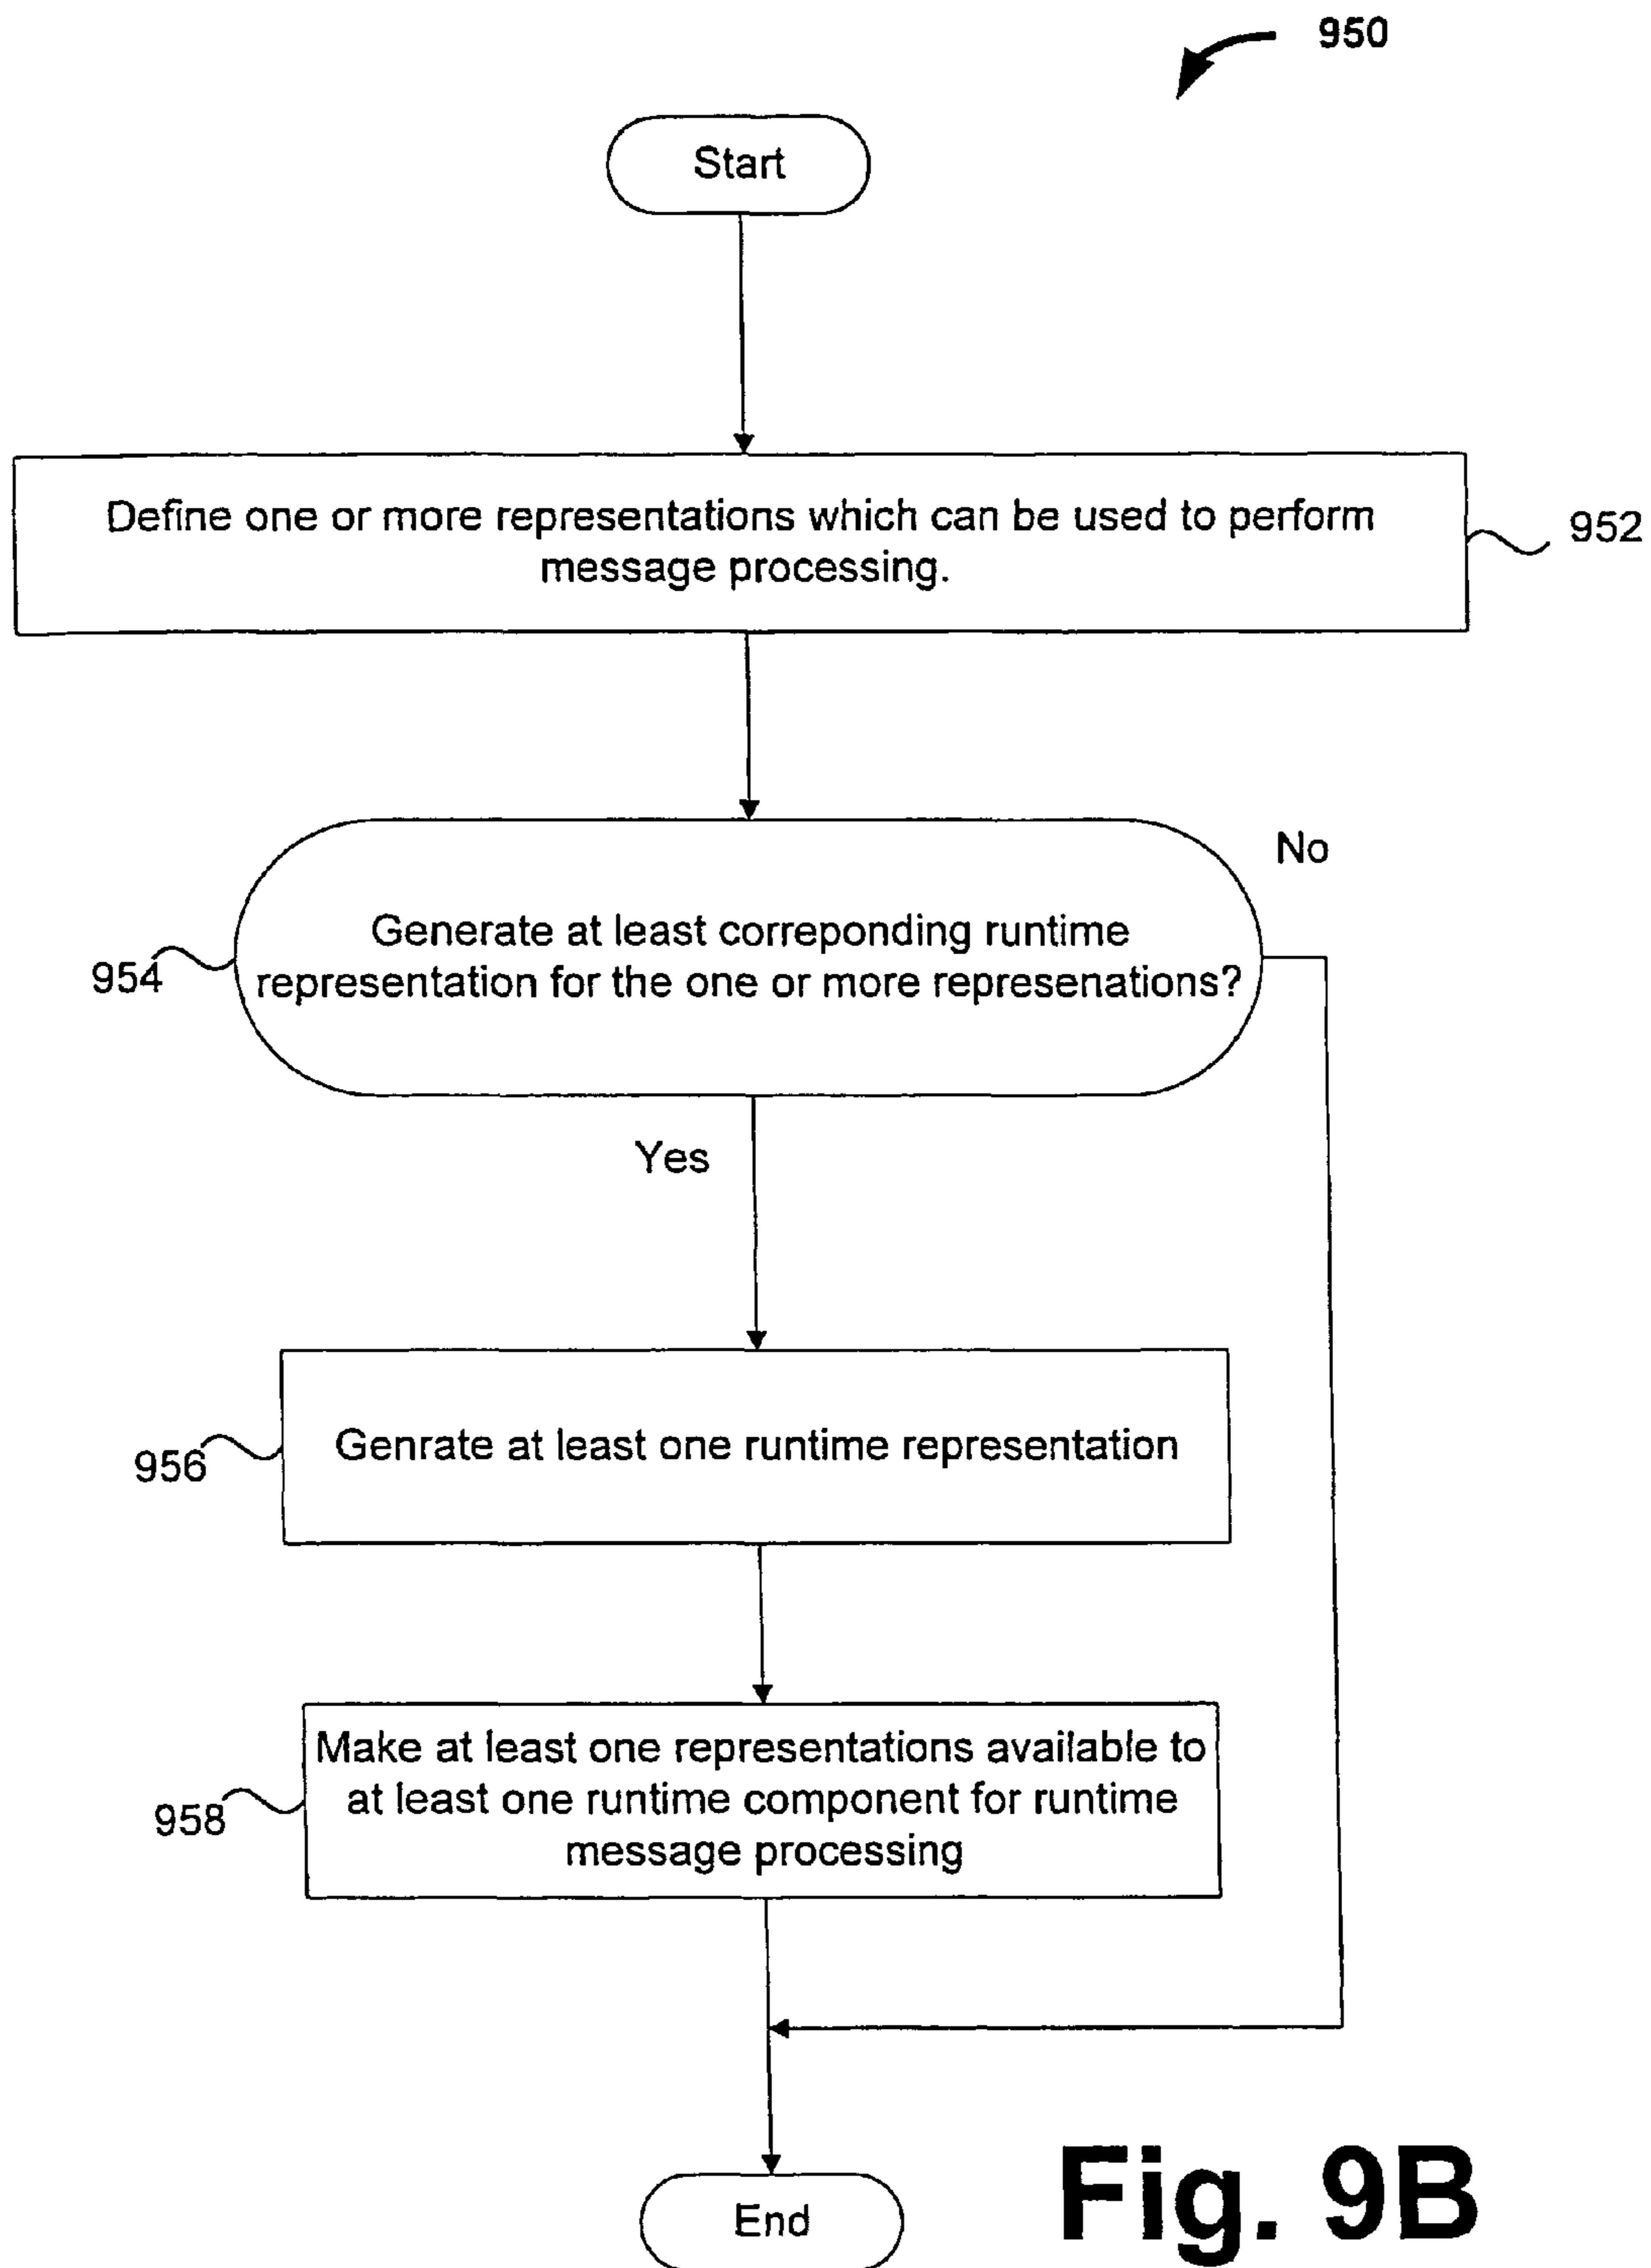 950
Start
Define one or more representations which can be used to perform
message processing.
952
No
Generate at least correponding runtime
representation for the one or more represenations?
954
Yes
Genrate at least one runtime representation
956
Make at least one representations available to
at least one runtime component for runtime
message processing
958
End
Fig. 9B